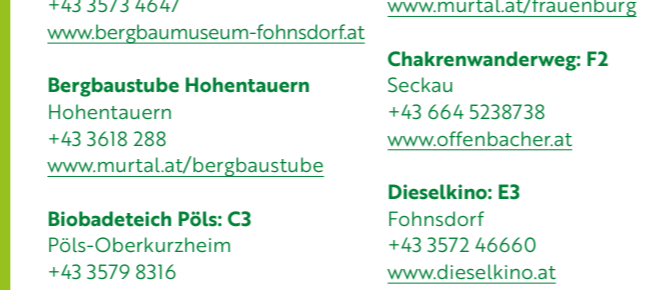 +43 3573 4647
www.bergbaumuseum-fohnsdorf.at
Bergbaustube Hohentauern
Hohentauern
+43 3618 288
www.murtal.at/bergbaustube
Biobadeteich Pöls: C3
Pöls-Oberkurzheim
+43 3579 8316
www.murtal.at/frauenburg
Chakrenwanderweg: F2
Seckau
+43 664 5238738
www.offenbacher.at
Dieselkino: E3
Fohnsdorf
+43 3572 46660
www.dieselkino.at